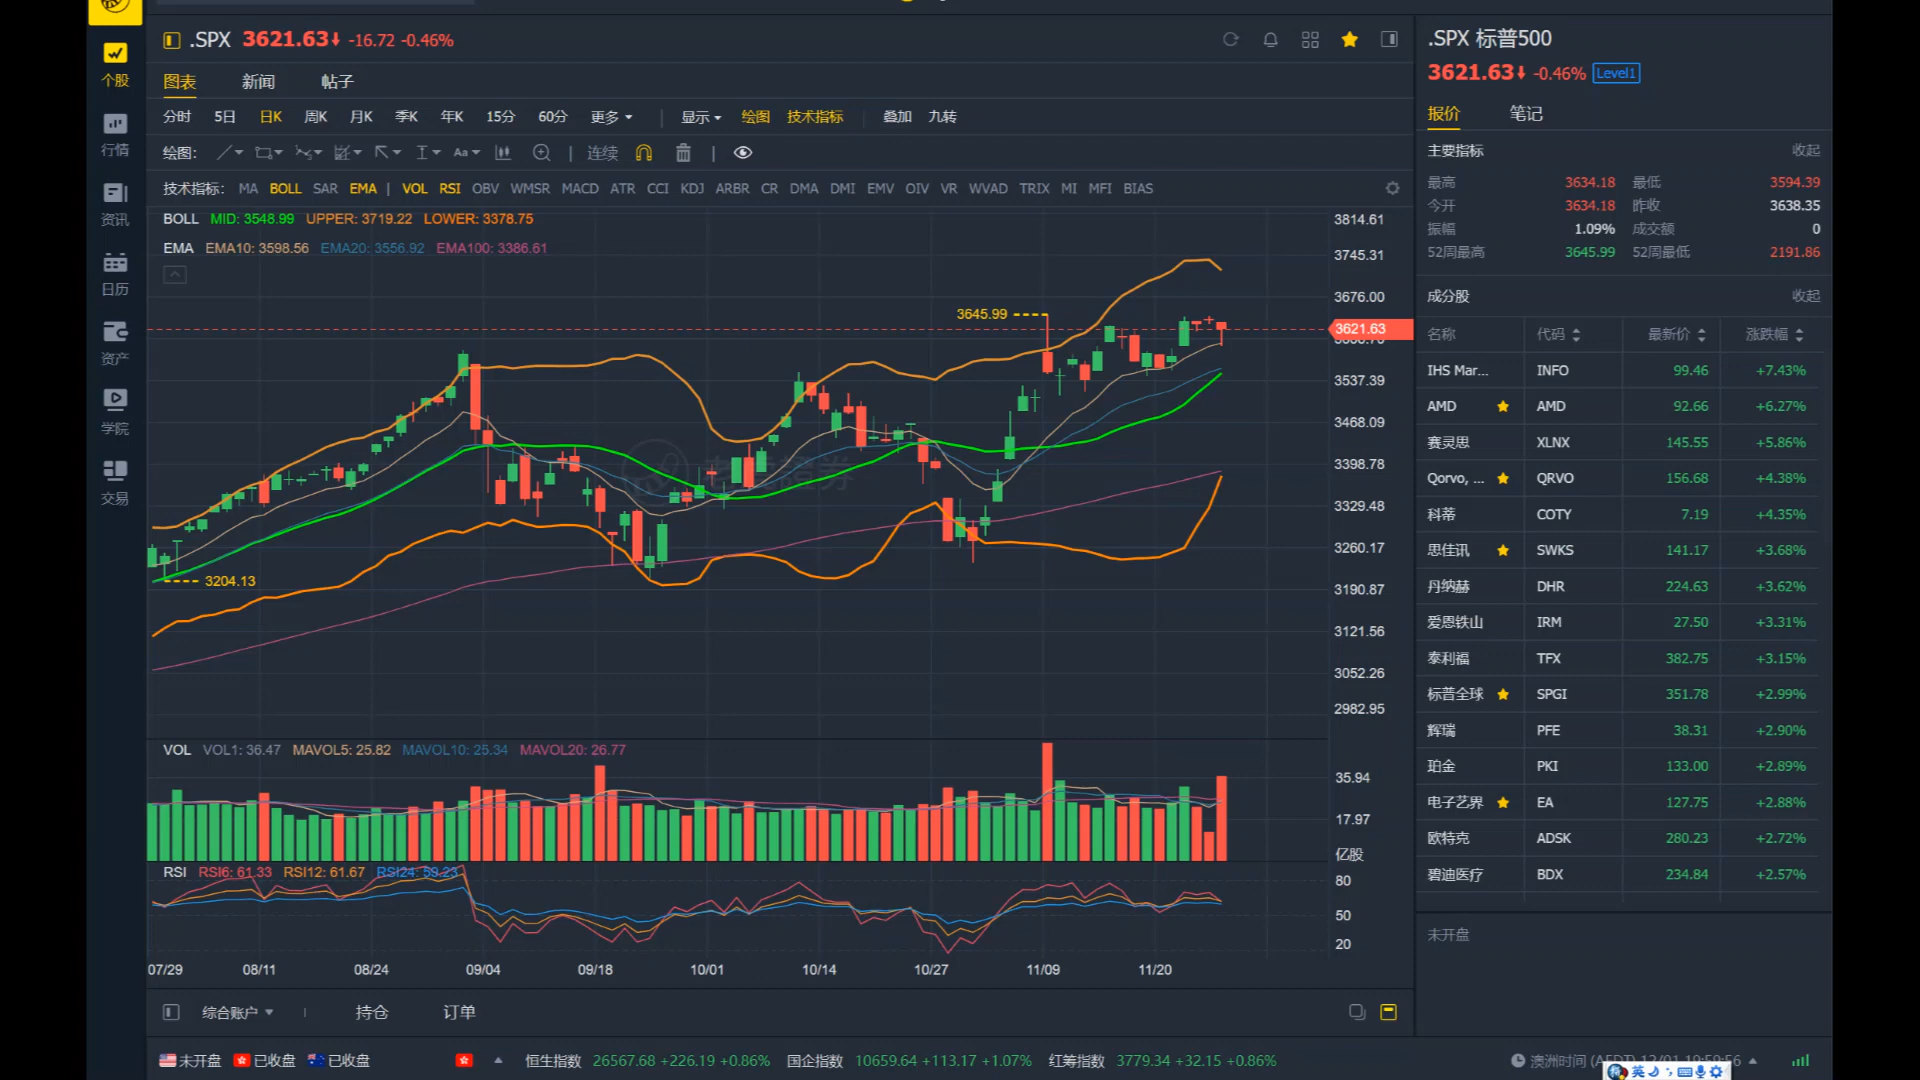 .SPX 3621.63 -16.72 -0.46%
图表 新闻 帖子
分时 5日 日K 周K 月K 季K 年K 15分 60分 更多 显示 绘图 技术指标 叠加 九转
绘图: Aa 连续
技术指标: MA BOLL SAR EMA VOL RSI OBV WMSR MACD ATR CCI KDJ ARBR CR DMA DMI EMV OIV VR WVAD TRIX MI MFI BIAS
BOLL MID: 3548.99 UPPER: 3719.22 LOWER: 3378.75
EMA EMA10: 3598.56 EMA20: 3556.92 EMA100: 3386.61
3645.99
3204.13
3814.61
3745.31
3676.00
3621.63
3537.39
3468.09
3398.78
3329.48
3260.17
3190.87
3121.56
3052.26
2982.95
VOL VOL1: 36.47 MAVOL5: 25.82 MAVOL10: 25.34 MAVOL20: 26.77
35.94
17.97
亿股
RSI RSI6: 61.33 RSI12: 61.67 RSI24: 59.23
80
50
20
07/29 08/11 08/24 09/04 09/18 10/01 10/14 10/27 11/09 11/20
综合账户 持仓 订单
未开盘 已收盘 已收盘 恒生指数 26567.68 +226.19 +0.86% 国企指数 10659.64 +113.17 +1.07% 红筹指数 3779.34 +32.15 +0.86%
澳洲时间 (AEDT) 12/01 19:59:56
英
个股
行情
资讯
日历
资产
学院
交易
.SPX 标普500
3621.63 -0.46% Level1
报价 笔记
主要指标 收起
最高 3634.18 最低 3594.39
今开 3634.18 昨收 3638.35
振幅 1.09% 成交额 0
52周最高 3645.99 52周最低 2191.86
成分股 收起
名称 代码 最新价 涨跌幅
IHS Mar... INFO 99.46 +7.43%
AMD AMD 92.66 +6.27%
赛灵思 XLNX 145.55 +5.86%
Qorvo, ... QRVO 156.68 +4.38%
科蒂 COTY 7.19 +4.35%
思佳讯 SWKS 141.17 +3.68%
丹纳赫 DHR 224.63 +3.62%
爱恩铁山 IRM 27.50 +3.31%
泰利福 TFX 382.75 +3.15%
标普全球 SPGI 351.78 +2.99%
辉瑞 PFE 38.31 +2.90%
珀金 PKI 133.00 +2.89%
电子艺界 EA 127.75 +2.88%
欧特克 ADSK 280.23 +2.72%
碧迪医疗 BDX 234.84 +2.57%
未开盘